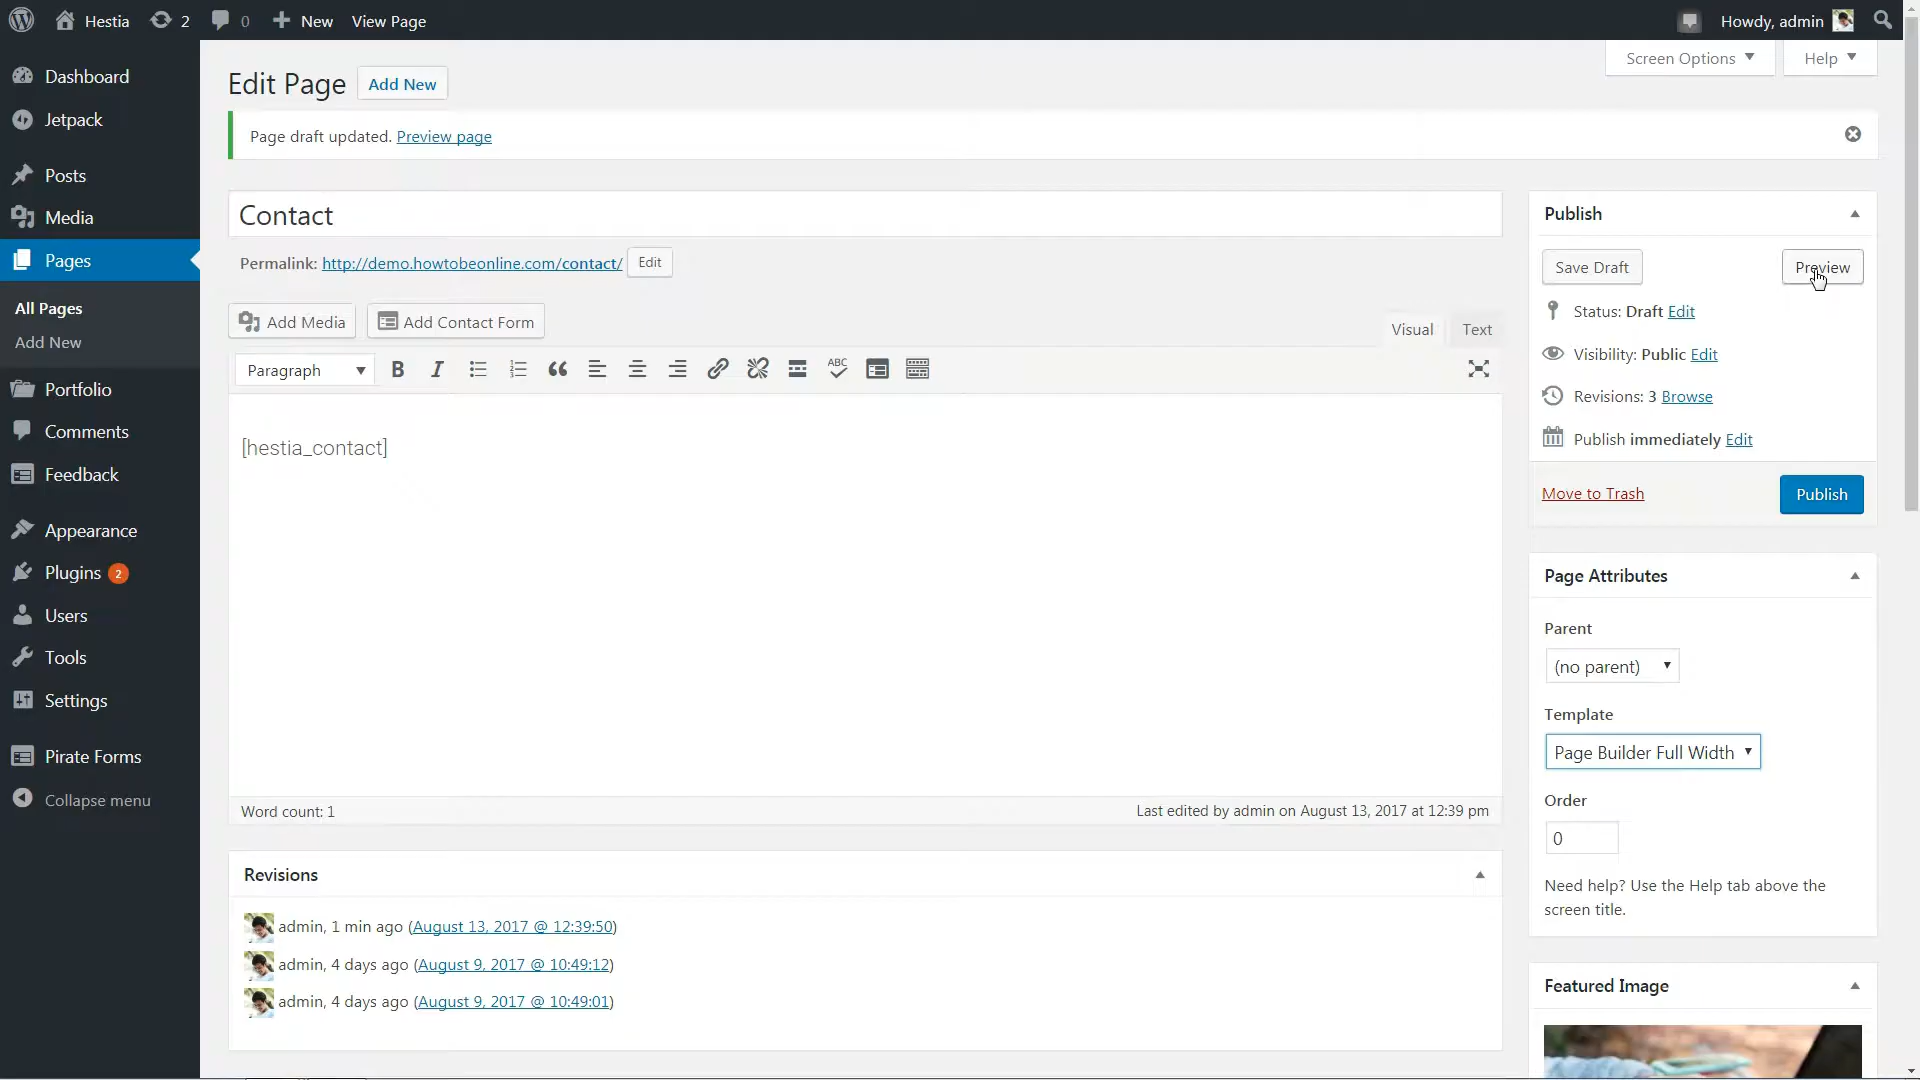 Hestia 2 0 New View Page Howdy, admin
Screen Options Help
Dashboard
Jetpack
Posts
Media
Pages
All Pages
Add New
Portfolio
Comments
Feedback
Appearance
Plugins 2
Users
Tools
Settings
Pirate Forms
Collapse menu
Edit Page Add New
Page draft updated. Preview page
Contact
Permalink: http://demo.howtobeonline.com/contact/ Edit
Add Media Add Contact Form
Visual Text
Paragraph B I ABC
[hestia_contact]
Word count: 1 Last edited by admin on August 13, 2017 at 12:39 pm
Revisions
admin, 1 min ago (August 13, 2017 @ 12:39:50)
admin, 4 days ago (August 9, 2017 @ 10:49:12)
admin, 4 days ago (August 9, 2017 @ 10:49:01)
Publish
Save Draft Preview
Status: Draft Edit
Visibility: Public Edit
Revisions: 3 Browse
Publish immediately Edit
Move to Trash Publish
Page Attributes
Parent
(no parent)
Template
Page Builder Full Width
Order
0
Need help? Use the Help tab above the
screen title.
Featured Image